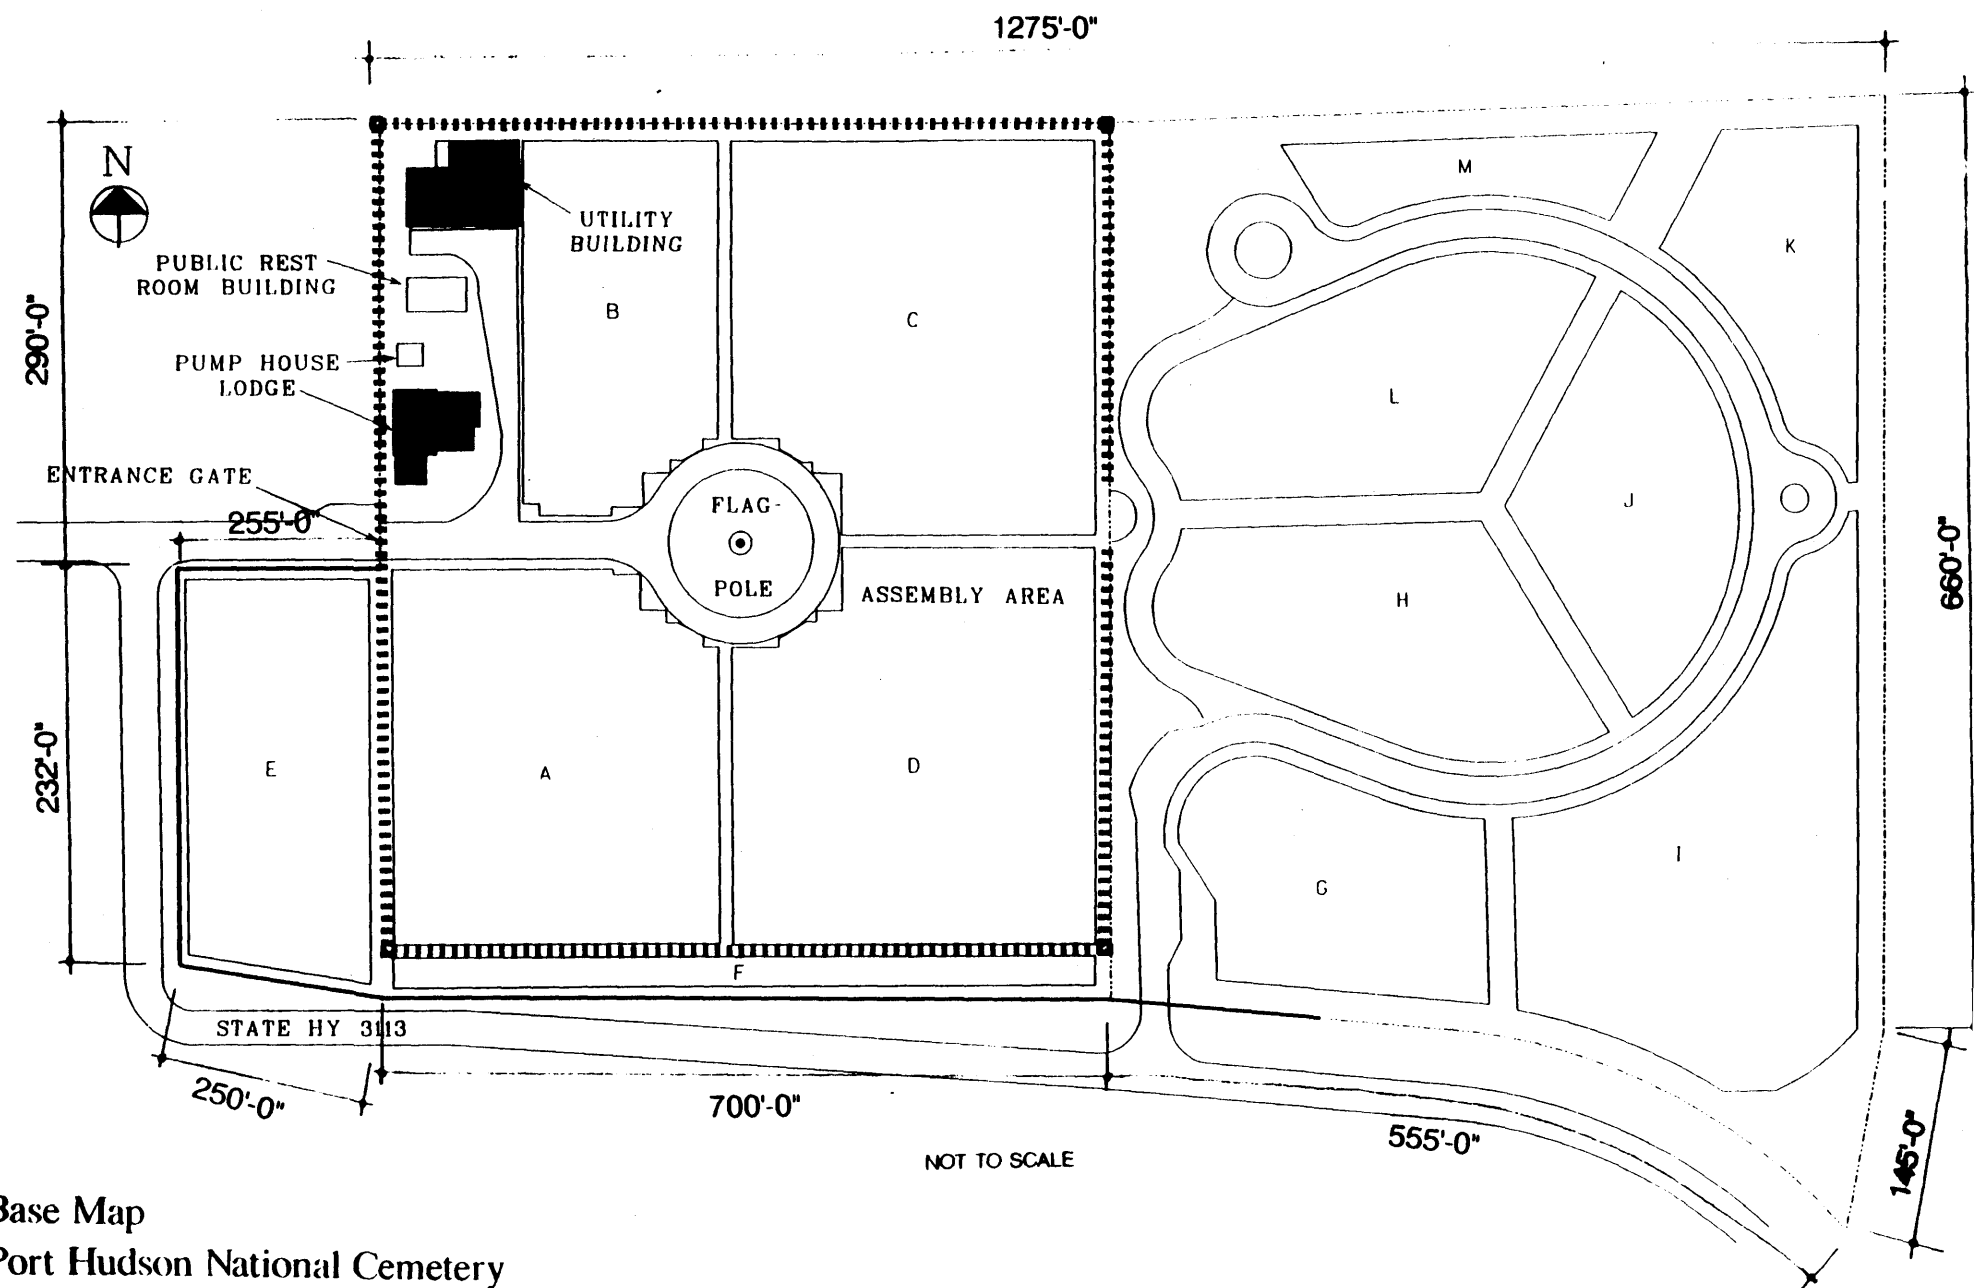 1275'-0"
N
M
UTILITY
BUILDING
K
PUBLIC REST
ROOM BUILDING
B
C
290'-0"
PUMP HOUSE
LODGE
L
ENTRANCE GATE
FLAG-
J
255'-0"
660'-0"
POLE
ASSEMBLY AREA
H
E
A
D
232'-0"
I
G
F
STATE HY 3113
250'-0"
700'-0"
555'-0"
145'-0"
NOT TO SCALE
Base Map
Port Hudson National Cemetery